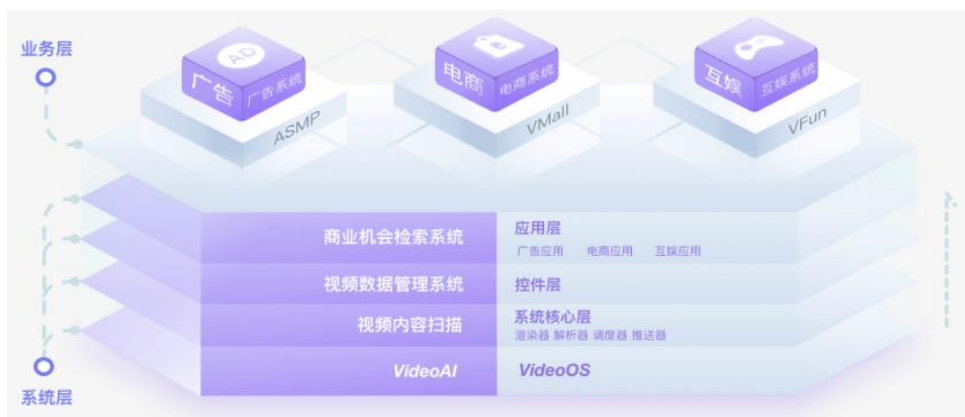 业务层
AD
广告 广告系统
ASMP
电商 电商系统
VMall
互娱 互娱系统
VFun
商业机会检索系统
应用层
广告应用 电商应用 互娱应用
视频数据管理系统
控件层
视频内容扫描
系统核心层
渲染器 解析器 调度器 推送器
VideoAI
VideoOS
系统层